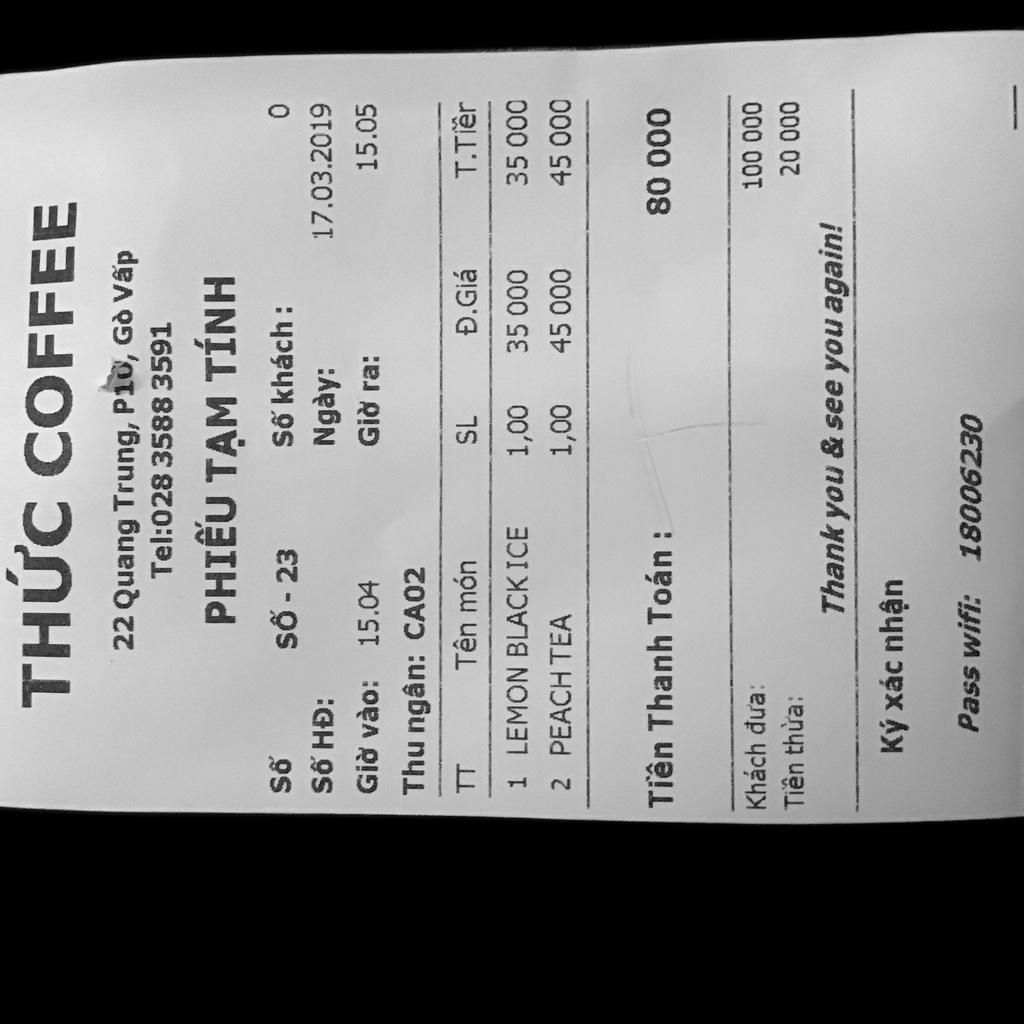 THỨC COFFEE
22 Quang Trung, P10, Gò Vấp
Tel:028 3588 3591
PHIẾU TẠM TÍNH
Số SỐ - 23 Số khách : 0
Số HĐ: Ngày: 17.03.2019
Giờ vào: 15.04 Giờ ra: 15.05
Thu ngân: CA02
TT Tên món SL Đ.Giá T.Tiền
1 LEMON BLACK ICE 1,00 35 000 35 000
2 PEACH TEA 1,00 45 000 45 000
Tiền Thanh Toán : 80 000
Khách đưa: 100 000
Tiền thừa: 20 000
Thank you & see you again!
Ký xác nhận
Pass wifi: 18006230